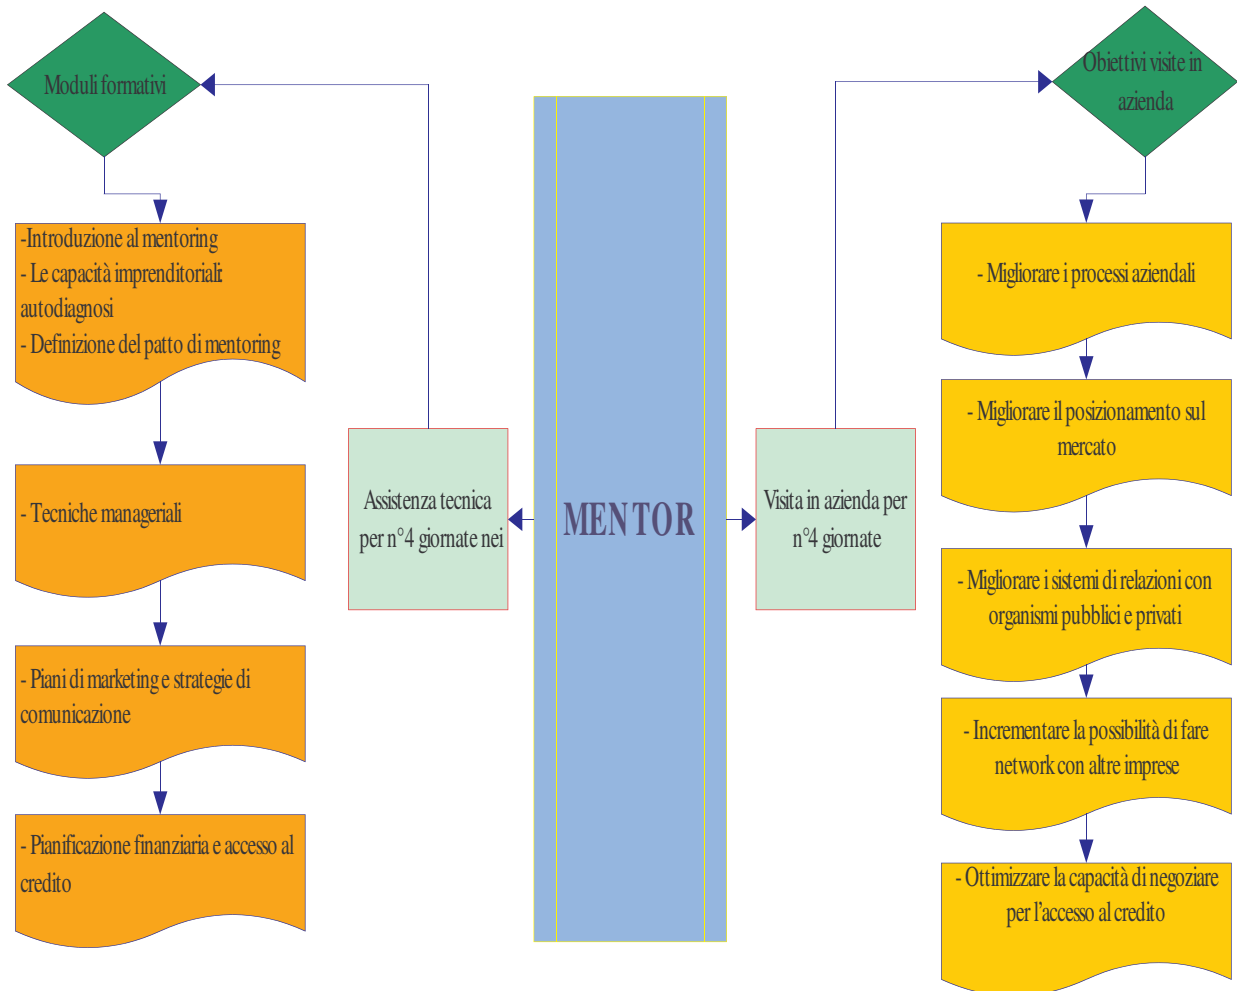 Moduli formativi
-Introduzione al mentoring
- Le capacità imprenditoriali:
autodiagnosi
- Definizione del patto di mentoring
- Tecniche manageriali
- Piani di marketing e strategie di
comunicazione
- Pianificazione finanziaria e accesso al
credito
Assistenza tecnica
per n°4 giornate nei
MENTOR
Visita in azienda per
n°4 giornate
Obiettivi visite in
azienda
- Migliorare i processi aziendali
- Migliorare il posizionamento sul
mercato
- Migliorare i sistemi di relazioni con
organismi pubblici e privati
- Incrementare la possibilità di fare
network con altre imprese
- Ottimizzare la capacità di negoziare
per l'accesso al credito